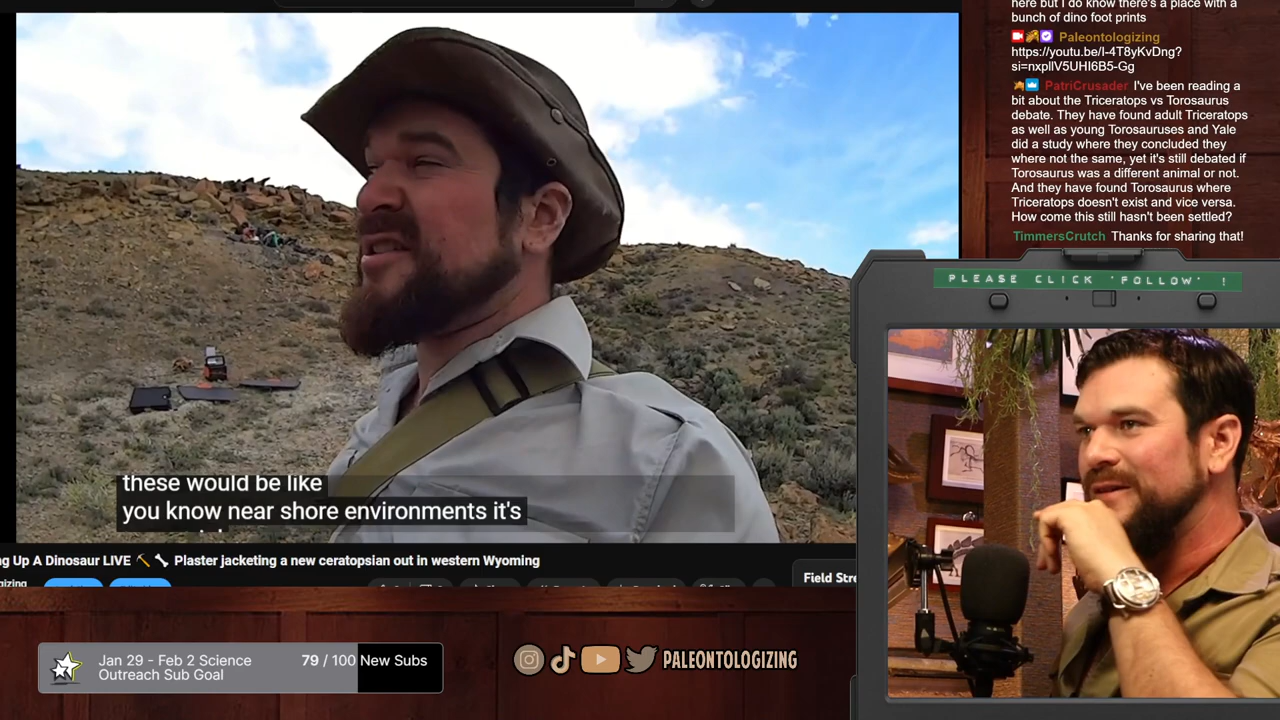 here but I do know there's a place with a
bunch of dino foot prints
Paleontologizing
https://youtu.be/I-4T8yKvDng?
si=nxpllV5UHI6B5-Gg
PatriCrusader I've been reading a
bit about the Triceratops vs Torosaurus
debate. They have found adult Triceratops
as well as young Torosauruses and Yale
did a study where they concluded they
where not the same, yet it's still debated if
Torosaurus was a different animal or not.
And they have found Torosaurus where
Triceratops doesn't exist and vice versa.
How come this still hasn't been settled?
TimmersCrutch Thanks for sharing that!
PLEASE CLICK 'FOLLOW' !
these would be like
you know near shore environments it's
ng Up A Dinosaur LIVE Plaster jacketing a new ceratopsian out in western Wyoming
gizing
Field Stre
Jan 29 - Feb 2 Science
Outreach Sub Goal
79 / 100 New Subs
PALEONTOLOGIZING